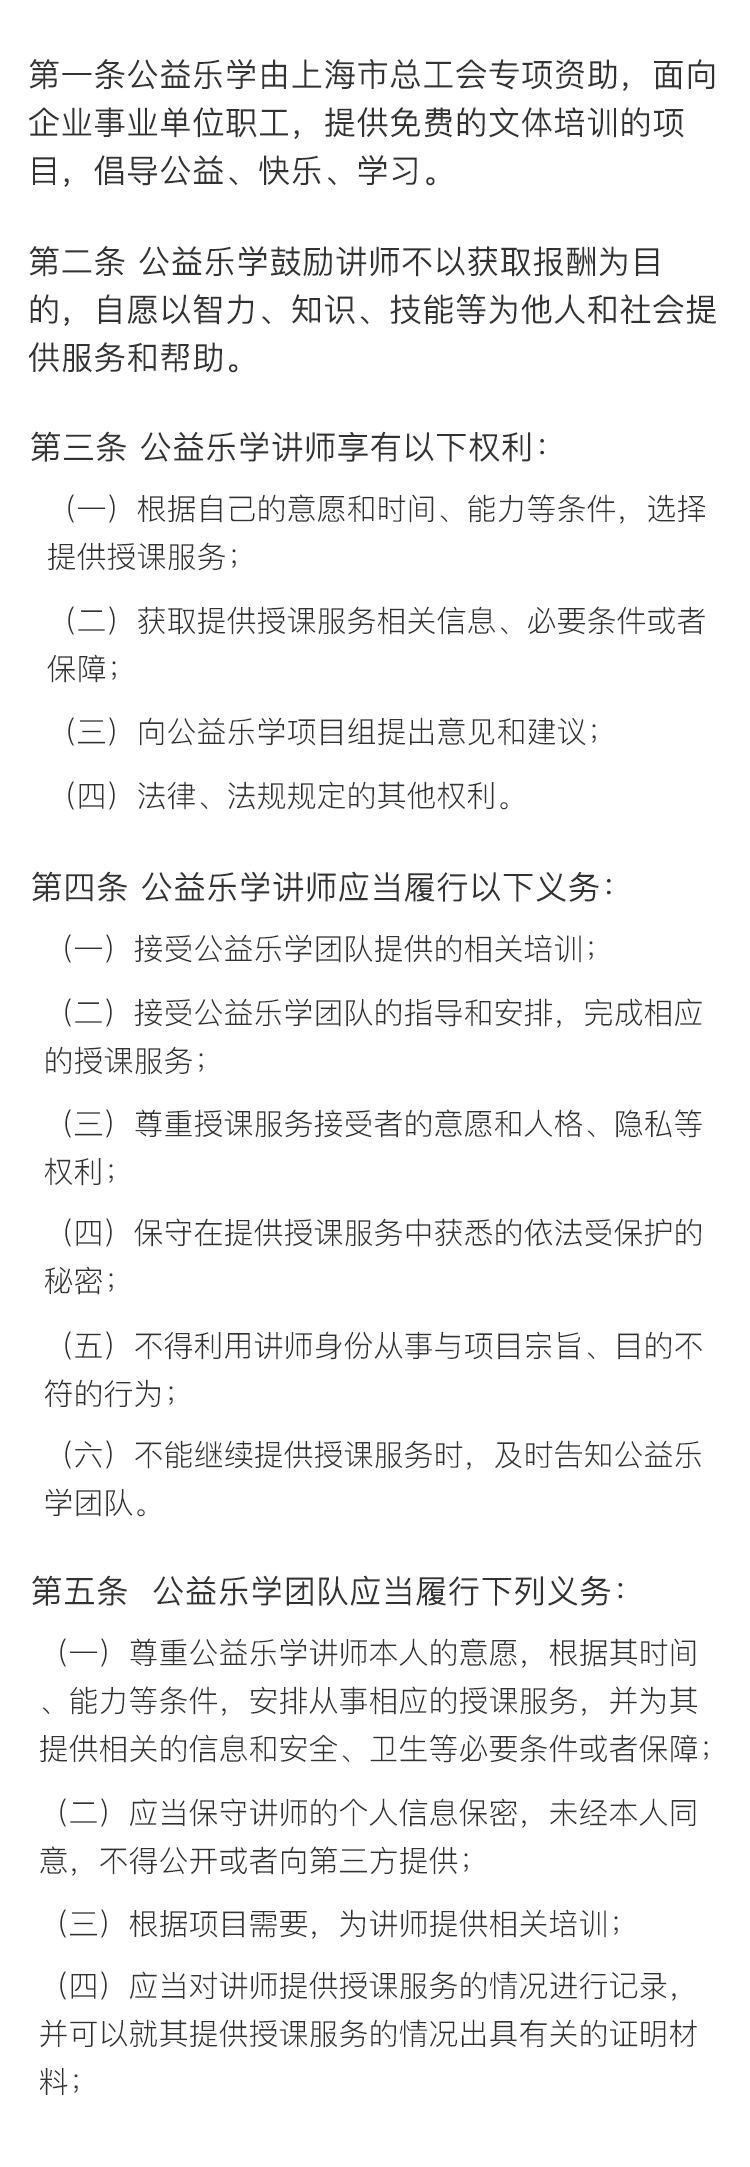 第一条公益乐学由上海市总工会专项资助，面向
企业事业单位职工，提供免费的文体培训的项
目，倡导公益、快乐、学习。
第二条 公益乐学鼓励讲师不以获取报酬为目
的，自愿以智力、知识、技能等为他人和社会提
供服务和帮助。
第三条 公益乐学讲师享有以下权利：
（一）根据自己的意愿和时间、能力等条件，选择
提供授课服务；
（二）获取提供授课服务相关信息、必要条件或者
保障；
（三）向公益乐学项目组提出意见和建议；
（四）法律、法规规定的其他权利。
第四条 公益乐学讲师应当履行以下义务：
（一）接受公益乐学团队提供的相关培训；
（二）接受公益乐学团队的指导和安排，完成相应
的授课服务；
（三）尊重授课服务接受者的意愿和人格、隐私等
权利；
（四）保守在提供授课服务中获悉的依法受保护的
秘密；
（五）不得利用讲师身份从事与项目宗旨、目的不
符的行为；
（六）不能继续提供授课服务时，及时告知公益乐
学团队。
第五条 公益乐学团队应当履行下列义务：
（一）尊重公益乐学讲师本人的意愿，根据其时间
、能力等条件，安排从事相应的授课服务，并为其
提供相关的信息和安全、卫生等必要条件或者保障；
（二）应当保守讲师的个人信息保密，未经本人同
意，不得公开或者向第三方提供；
（三）根据项目需要，为讲师提供相关培训；
（四）应当对讲师提供授课服务的情况进行记录，
并可以就其提供授课服务的情况出具有关的证明材
料；